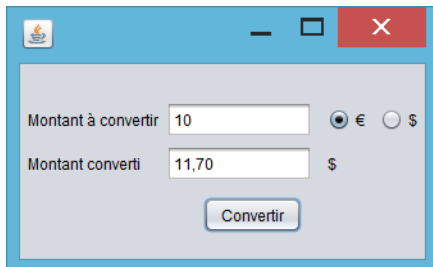 Montant à convertir 10 € $
Montant converti 11,70 $
Convertir